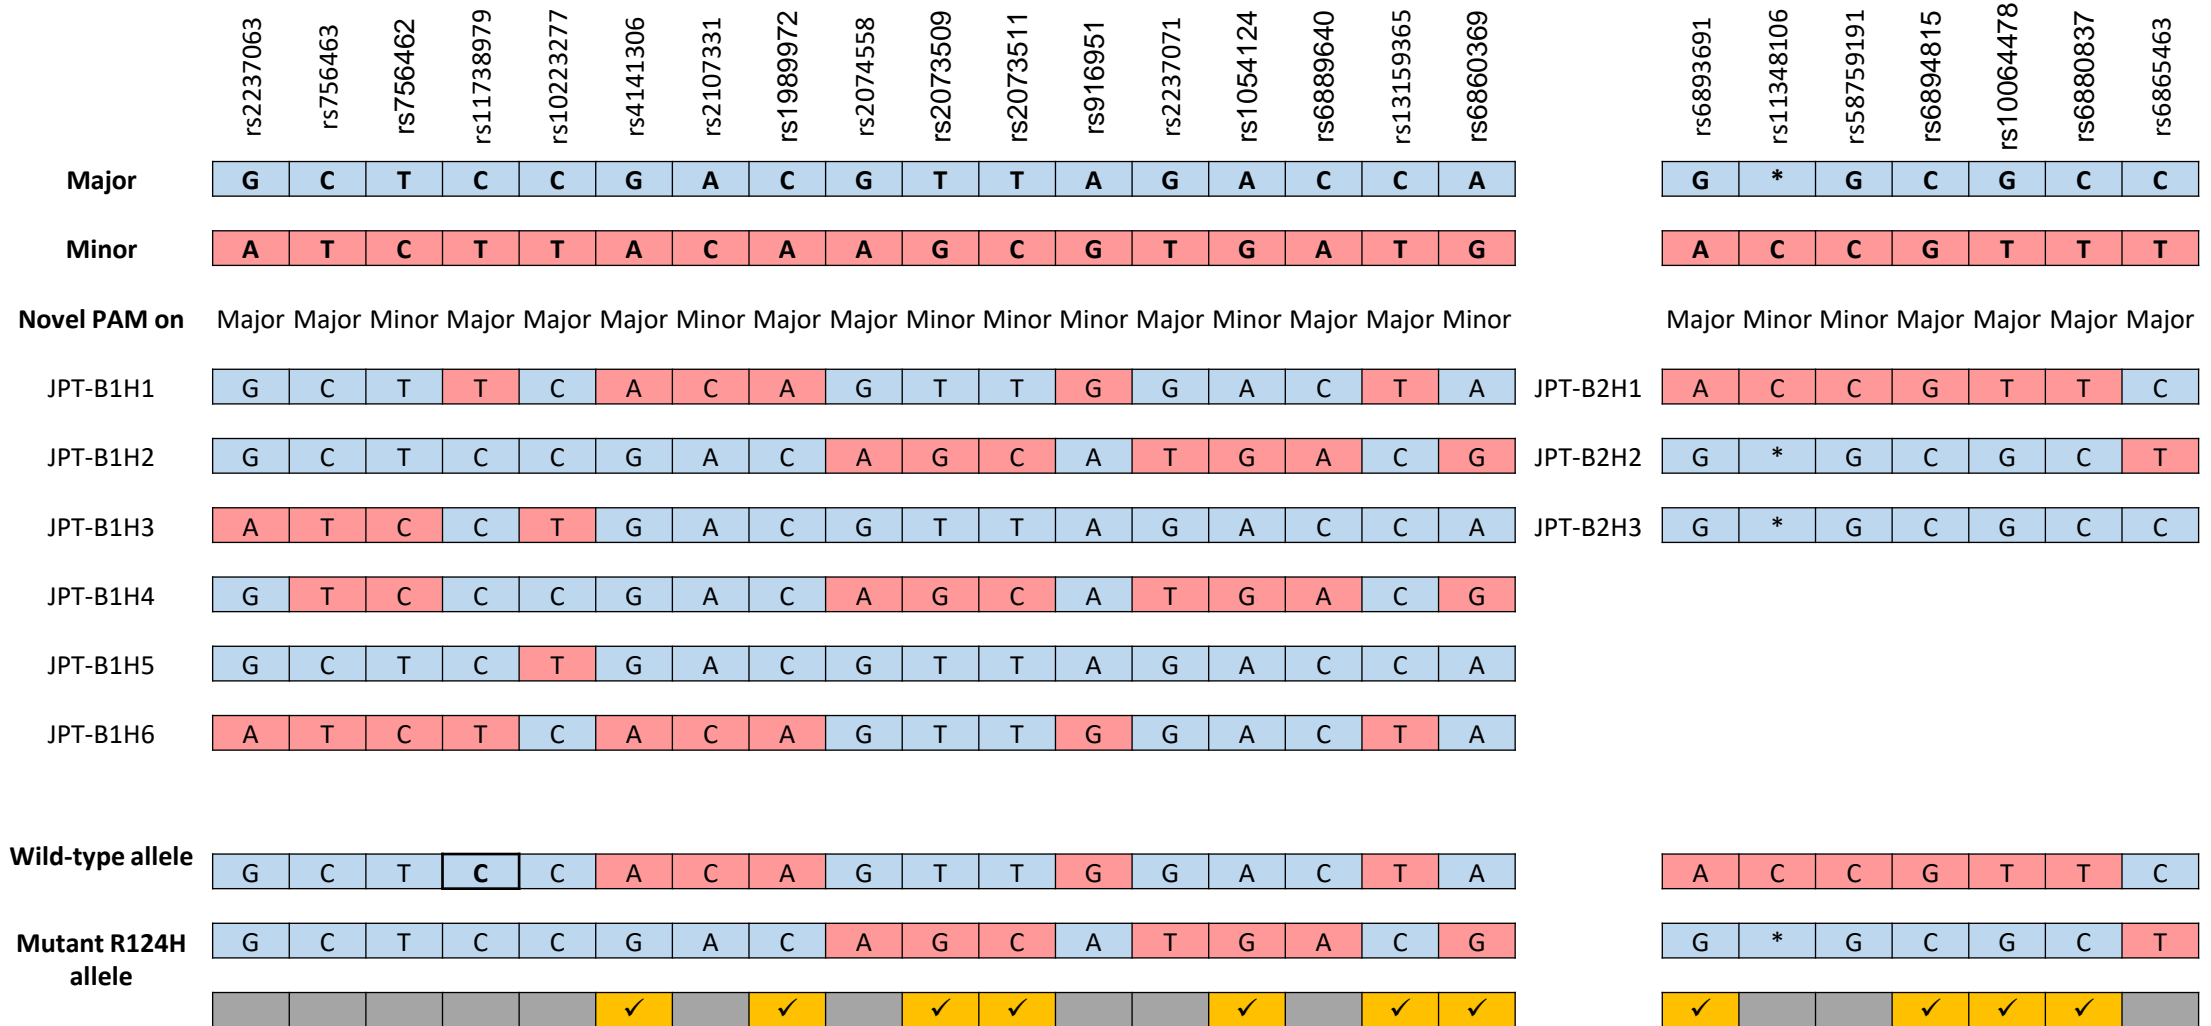 rs2237063 rs756463 rs756462 rs11738979 rs10223277 rs4141306 rs2107331 rs1989972 rs2074558 rs2073509 rs2073511 rs916951 rs2237071 rs1054124 rs6889640 rs13159365 rs6860369 rs6893691 rs11348106 rs58759191 rs6894815 rs10064478 rs6880837 rs6865463
Major G C T C C G A C G T T A G A C C A G * G C G C C
Minor A T C T T A C A A G C G T G A T G A C C G T T T
Novel PAM on Major Major Minor Major Major Major Minor Major Major Minor Minor Minor Major Minor Major Major Minor Major Minor Minor Major Major Major Major
JPT-B1H1 G C T T C A C A G T T G G A C T A JPT-B2H1 A C C G T T C
JPT-B1H2 G C T C C G A C A G C A T G A C G JPT-B2H2 G * G C G C T
JPT-B1H3 A T C C T G A C G T T A G A C C A JPT-B2H3 G * G C G C C
JPT-B1H4 G T C C C G A C A G C A T G A C G
JPT-B1H5 G C T C T G A C G T T A G A C C A
JPT-B1H6 A T C T C A C A G T T G G A C T A
Wild-type allele G C T C C A C A G T T G G A C T A A C C G T T C
Mutant R124H G C T C C G A C A G C A T G A C G G * G C G C T
allele
✓ ✓ ✓ ✓ ✓ ✓ ✓ ✓ ✓ ✓ ✓